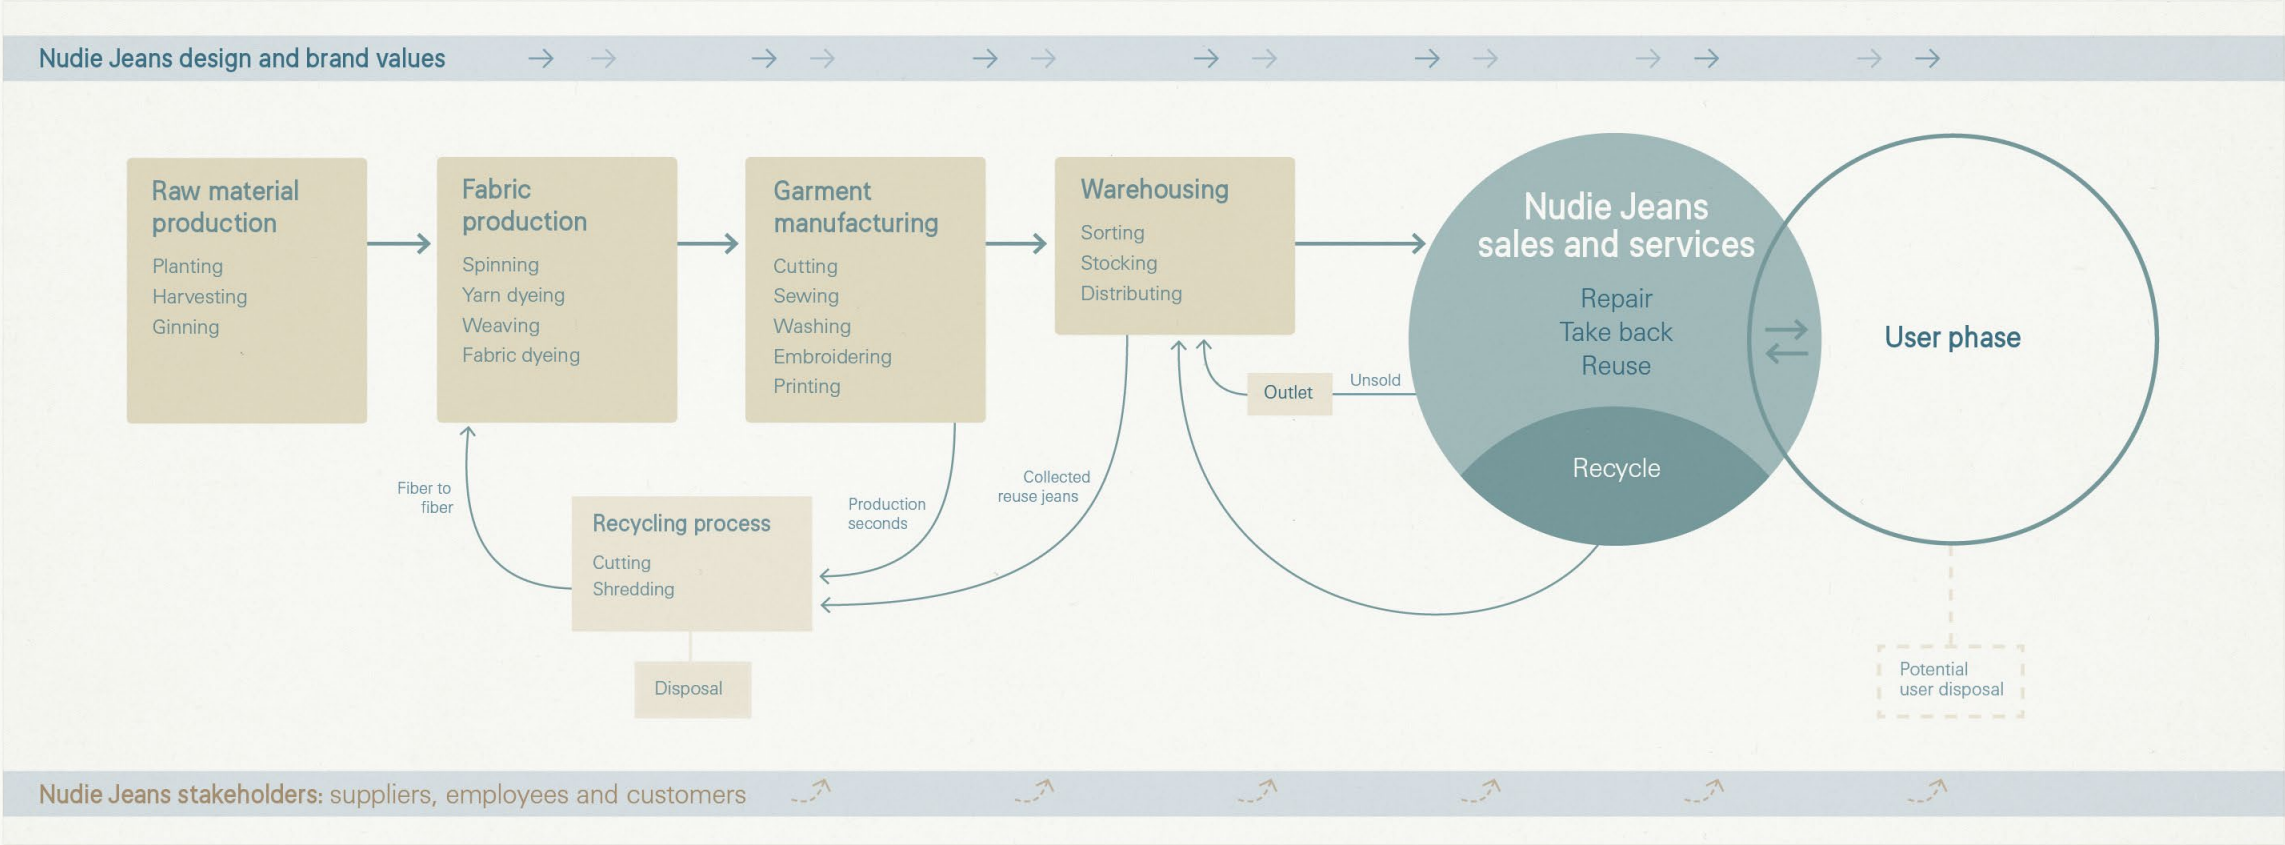 Nudie Jeans design and brand values
Raw material
production
Planting
Harvesting
Ginning
Fabric
production
Spinning
Yarn dyeing
Weaving
Fabric dyeing
Garment
manufacturing
Cutting
Sewing
Washing
Embroidering
Printing
Warehousing
Sorting
Stocking
Distributing
Nudie Jeans
sales and services
Repair
Take back
Reuse
Recycle
User phase
Outlet
Unsold
Fiber to
fiber
Recycling process
Cutting
Shredding
Production
seconds
Collected
reuse jeans
Disposal
Potential
user disposal
Nudie Jeans stakeholders: suppliers, employees and customers